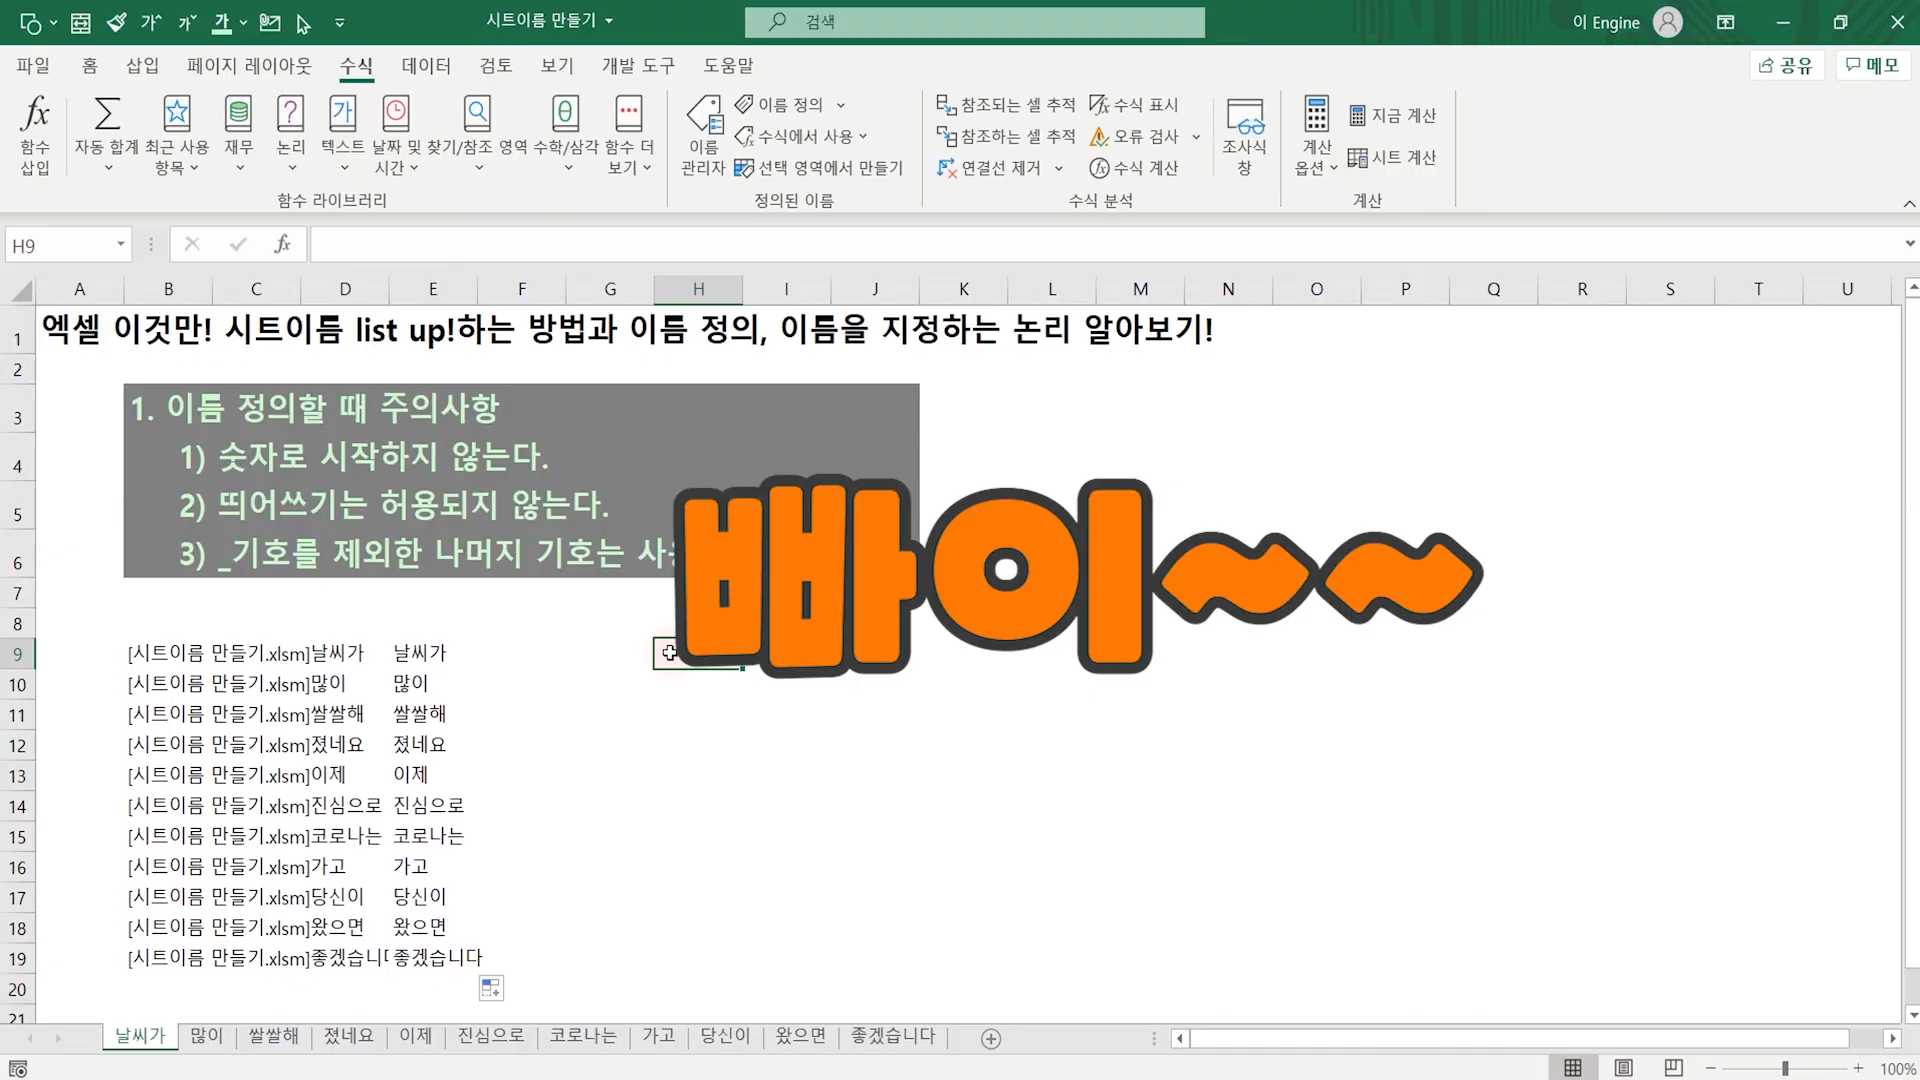 시트이름 만들기
검색
이 Engine
파일 홈 삽입 페이지 레이아웃 수식 데이터 검토 보기 개발 도구 도움말 공유 메모
함수 삽입
자동 합계
최근 사용 항목
재무
논리
텍스트
날짜 및 시간
찾기/참조 영역
수학/삼각
함수 더 보기
함수 라이브러리
이름 관리자
이름 정의
수식에서 사용
선택 영역에서 만들기
정의된 이름
참조되는 셀 추적
참조하는 셀 추적
연결선 제거
수식 표시
오류 검사
수식 계산
수식 분석
조사식 창
계산 옵션
지금 계산
시트 계산
계산
H9
A B C D E F G H I J K L M N O P Q R S T U
1 엑셀 이것만! 시트이름 list up!하는 방법과 이름 정의, 이름을 지정하는 논리 알아보기!
2
3 1. 이름 정의할 때 주의사항
4 1) 숫자로 시작하지 않는다.
5 2) 띄어쓰기는 허용되지 않는다.
6 3) _기호를 제외한 나머지 기호는
빠이~~
7
8
9 [시트이름 만들기.xlsm]날씨가 날씨가
10 [시트이름 만들기.xlsm]많이 많이
11 [시트이름 만들기.xlsm]쌀쌀해 쌀쌀해
12 [시트이름 만들기.xlsm]졌네요 졌네요
13 [시트이름 만들기.xlsm]이제 이제
14 [시트이름 만들기.xlsm]진심으로 진심으로
15 [시트이름 만들기.xlsm]코로나는 코로나는
16 [시트이름 만들기.xlsm]가고 가고
17 [시트이름 만들기.xlsm]당신이 당신이
18 [시트이름 만들기.xlsm]왔으면 왔으면
19 [시트이름 만들기.xlsm]좋겠습니 좋겠습니다
20
21
날씨가 많이 쌀쌀해 졌네요 이제 진심으로 코로나는 가고 당신이 왔으면 좋겠습니다
100%